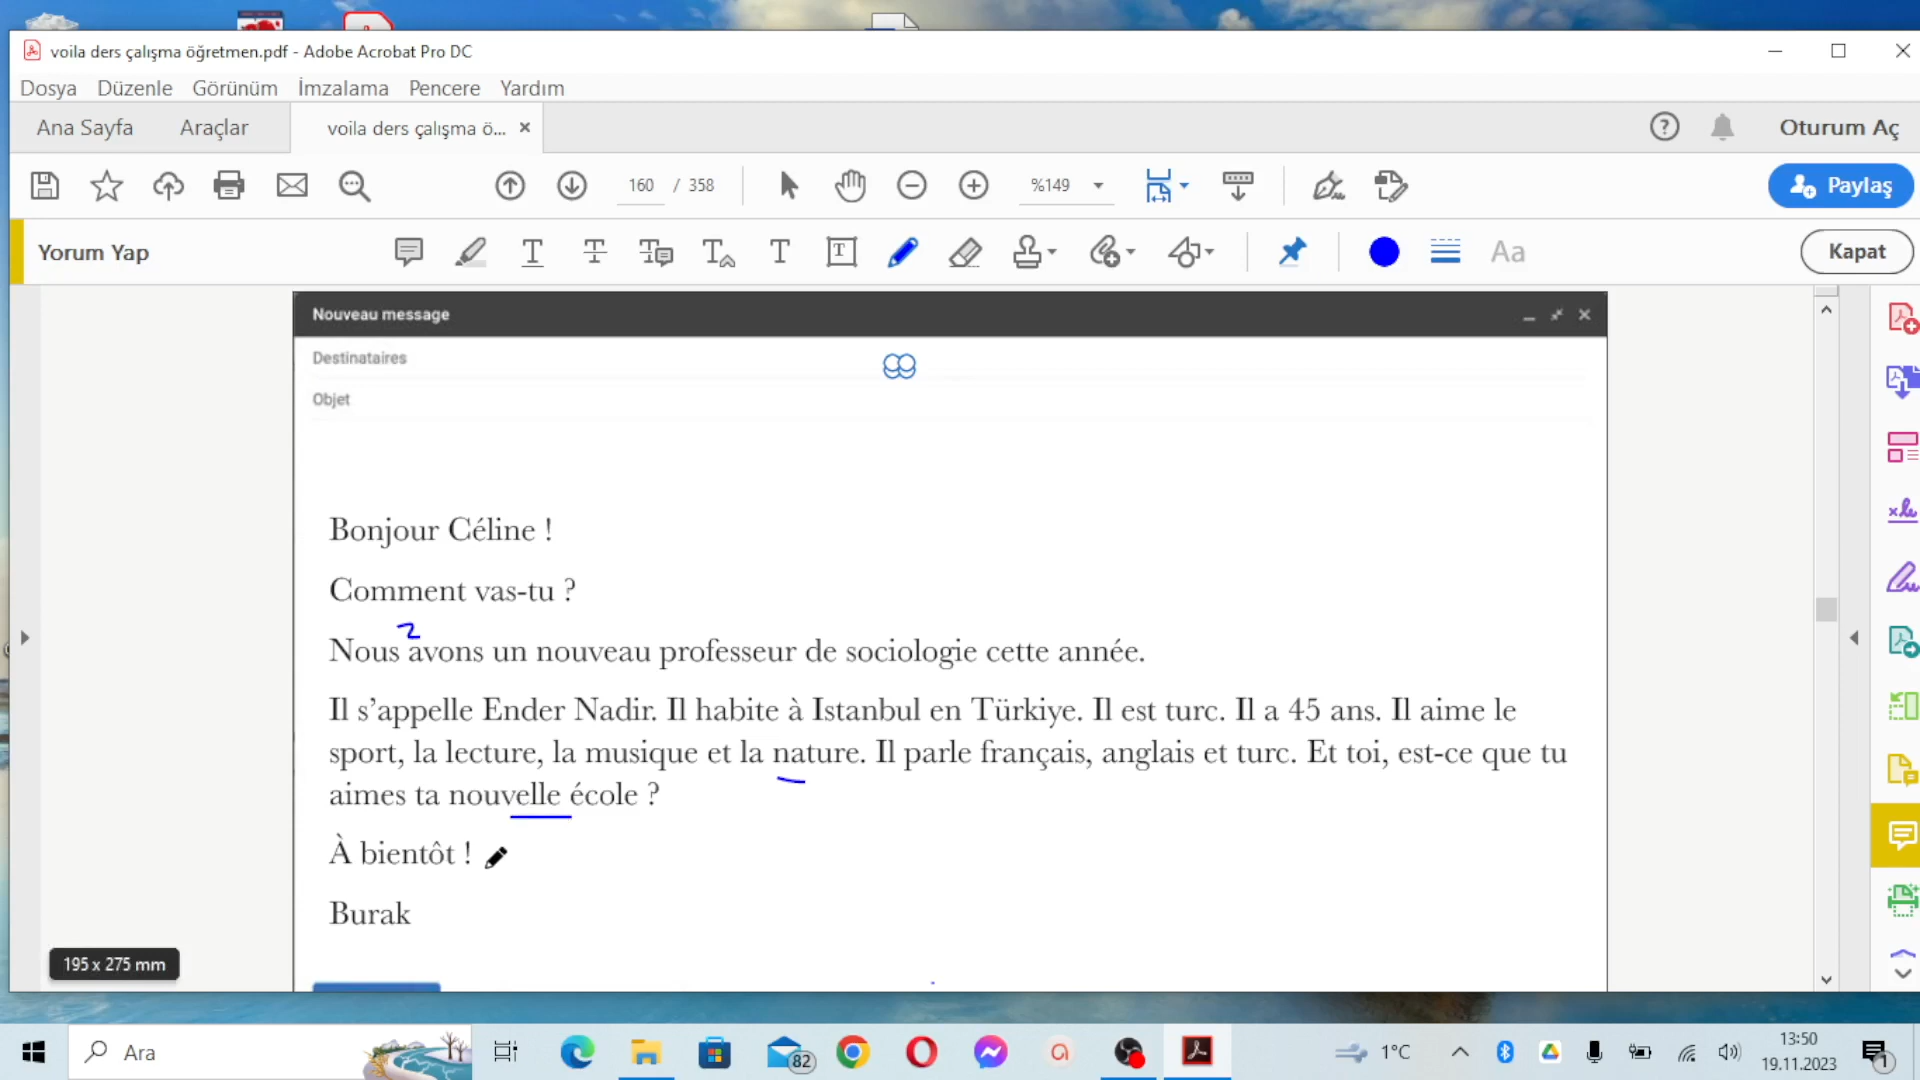 voila ders çalışma öğretmen.pdf - Adobe Acrobat Pro DC
Dosya Düzenle Görünüm İmzalama Pencere Yardım
Ana Sayfa Araçlar voila ders çalışma ö... Oturum Aç
160 / 358 %149 Paylaş
Yorum Yap Aa Kapat
Nouveau message
Destinataires
Objet
Bonjour Céline !
Comment vas-tu ?
2
Nous avons un nouveau professeur de sociologie cette année.
Il s’appelle Ender Nadir. Il habite à Istanbul en Türkiye. Il est turc. Il a 45 ans. Il aime le
sport, la lecture, la musique et la nature. Il parle français, anglais et turc. Et toi, est-ce que tu
aimes ta nouvelle école ?
À bientôt !
Burak
195 x 275 mm
Ara 82 1°C 13:50
19.11.2023 1